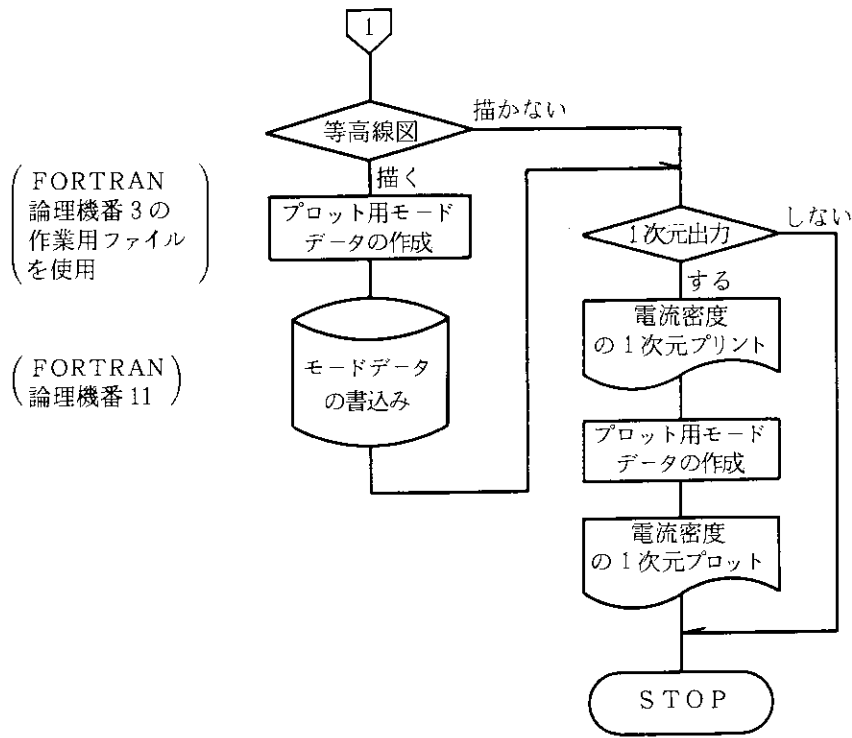 1
等高線図
描かない
描く
FORTRAN
論理機番3の
作業用ファイル
を使用
プロット用モード
データの作成
FORTRAN
論理機番11
モードデータ
の書込み
1次元出力
しない
する
電流密度
の1次元プリント
プロット用モード
データの作成
電流密度
の1次元プロット
STOP